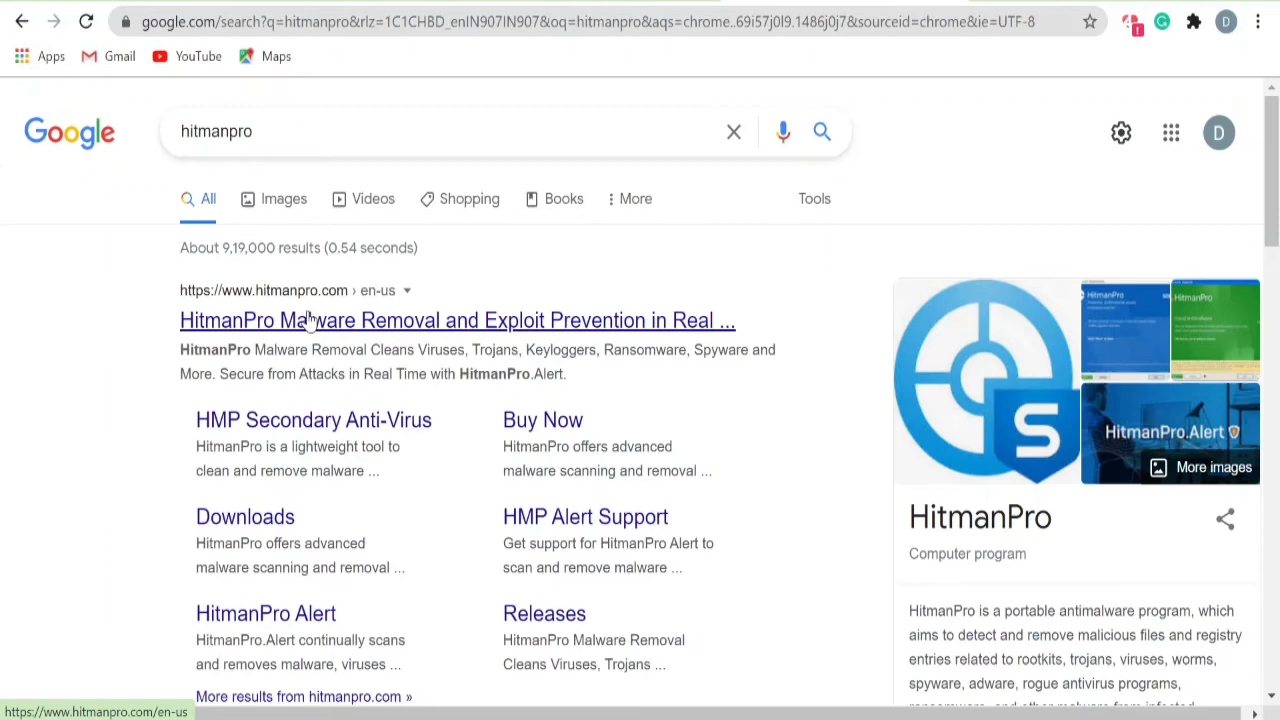 google.com/search?q=hitmanpro&rlz=1C1CHBD_enIN907IN907&oq=hitmanpro&aqs=chrome..69i57j0l9.1486j0j7&sourceid=chrome&ie=UTF-8
D
Apps
Gmail
YouTube
Maps
Google
hitmanpro
D
All
Images
Videos
Shopping
Books
More
Tools
About 9,19,000 results (0.54 seconds)
https://www.hitmanpro.com › en-us
HitmanPro Malware Removal and Exploit Prevention in Real ...
HitmanPro Malware Removal Cleans Viruses, Trojans, Keyloggers, Ransomware, Spyware and
More. Secure from Attacks in Real Time with HitmanPro.Alert.
HMP Secondary Anti-Virus
HitmanPro is a lightweight tool to
clean and remove malware ...
Buy Now
HitmanPro offers advanced
malware scanning and removal ...
Downloads
HitmanPro offers advanced
malware scanning and removal ...
HMP Alert Support
Get support for HitmanPro Alert to
scan and remove malware ...
HitmanPro Alert
HitmanPro.Alert continually scans
and removes malware, viruses ...
Releases
HitmanPro Malware Removal
Cleans Viruses, Trojans ...
More results from hitmanpro.com »
S
HitmanPro
HitmanPro
HitmanPro.Alert
More images
HitmanPro
Computer program
HitmanPro is a portable antimalware program, which
aims to detect and remove malicious files and registry
entries related to rootkits, trojans, viruses, worms,
spyware, adware, rogue antivirus programs,
ransomware, and other malware from infected
https://www.hitmanpro.com/en-us